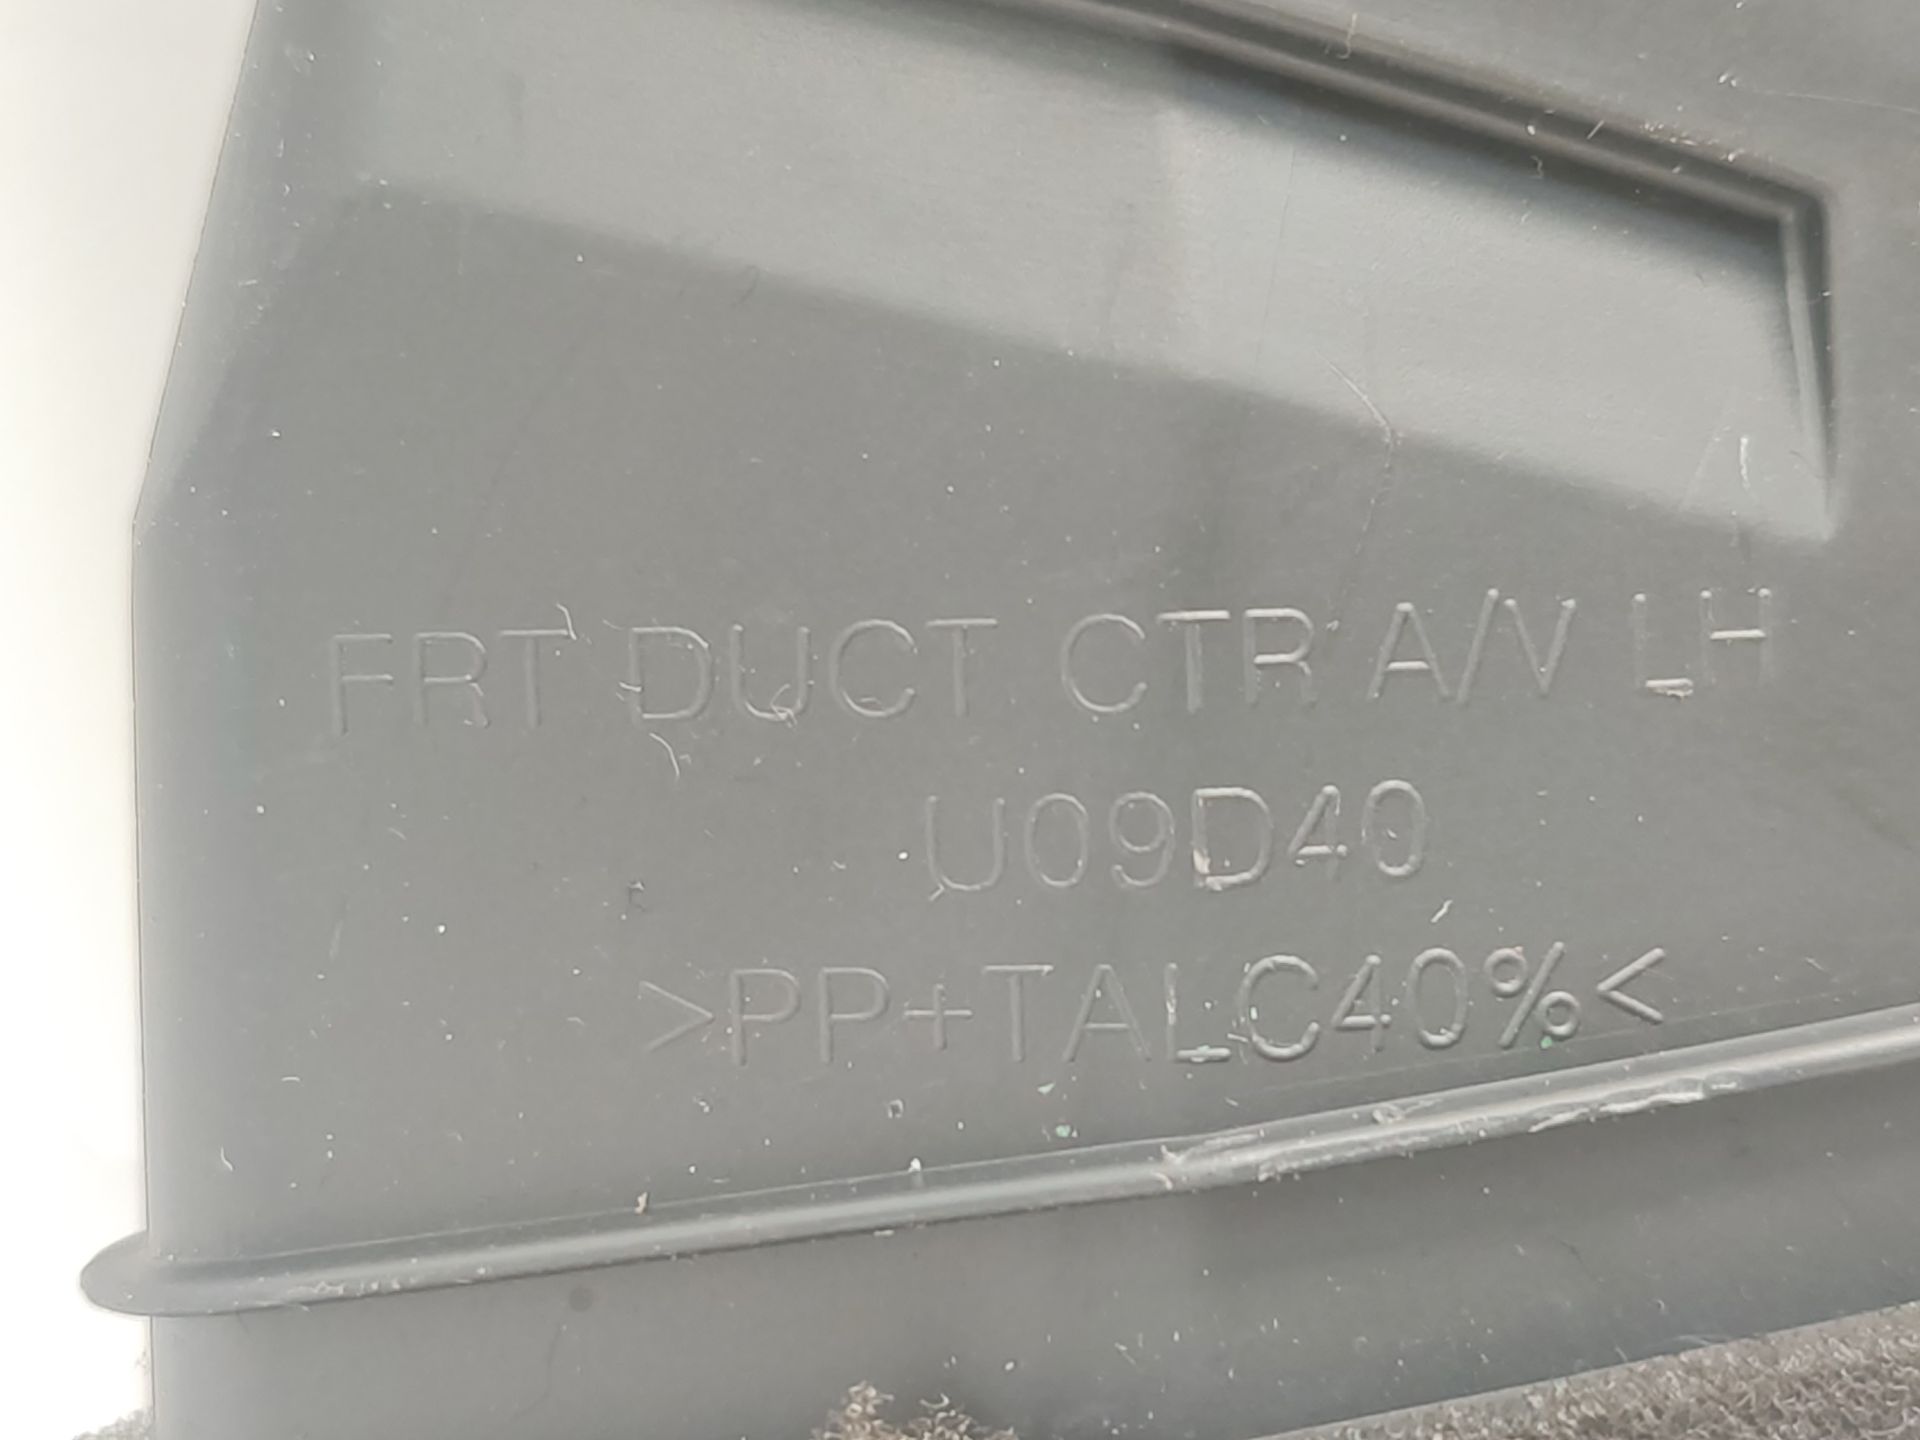 FRT DUCT CTR A/V LH
U09D40
>PP+TALC40%<